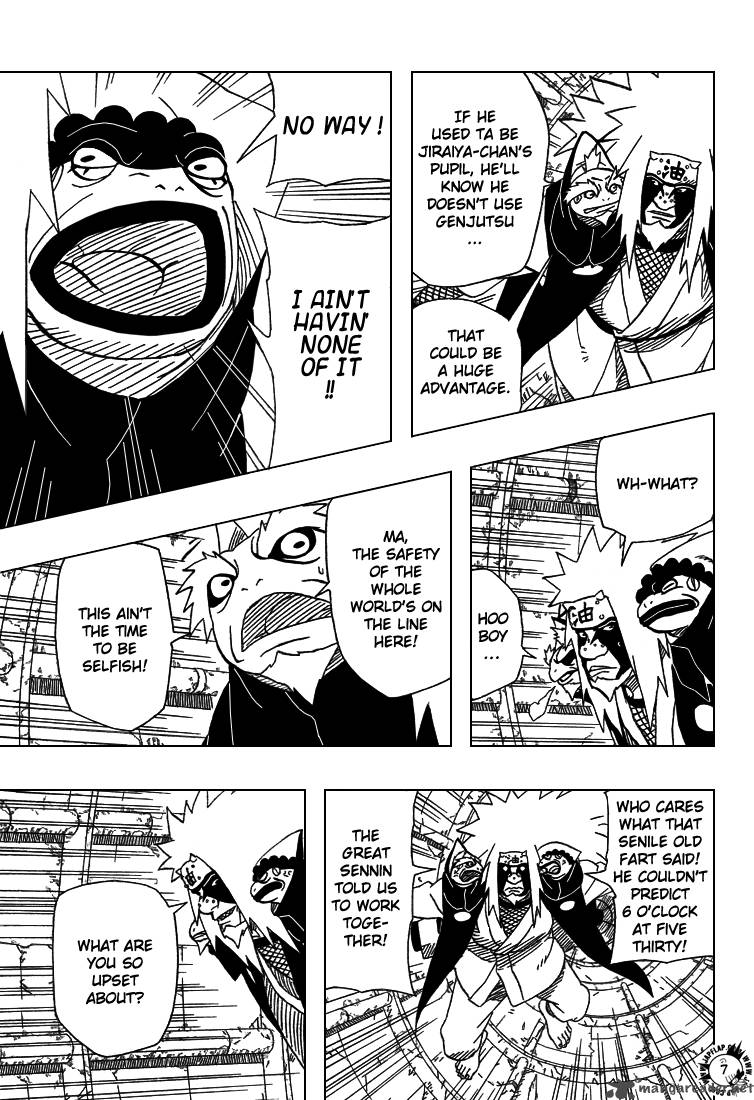 IF HE
USED TA BE
JIRAIYA-CHAN'S
PUPIL, HE'LL
KNOW HE
DOESN'T USE
GENJUTSU
...
油
THAT
COULD BE
A HUGE
ADVANTAGE.
NO WAY!
I AIN'T
HAVIN'
NONE
OF IT
!!
WH-WHAT?
HOO
BOY
...
油
MA,
THE SAFETY
OF THE
WHOLE
WORLD'S ON
THE LINE
HERE!
THIS AIN'T
THE TIME
TO BE
SELFISH!
WHO CARES
WHAT THAT
SENILE OLD
FART SAID!
HE COULDN'T
PREDICT
6 O'CLOCK
AT FIVE
THIRTY!
油
THE
GREAT
SENNIN
TOLD US
TO WORK
TOGE-
THER!
WHAT ARE
YOU SO
UPSET
ABOUT?
7